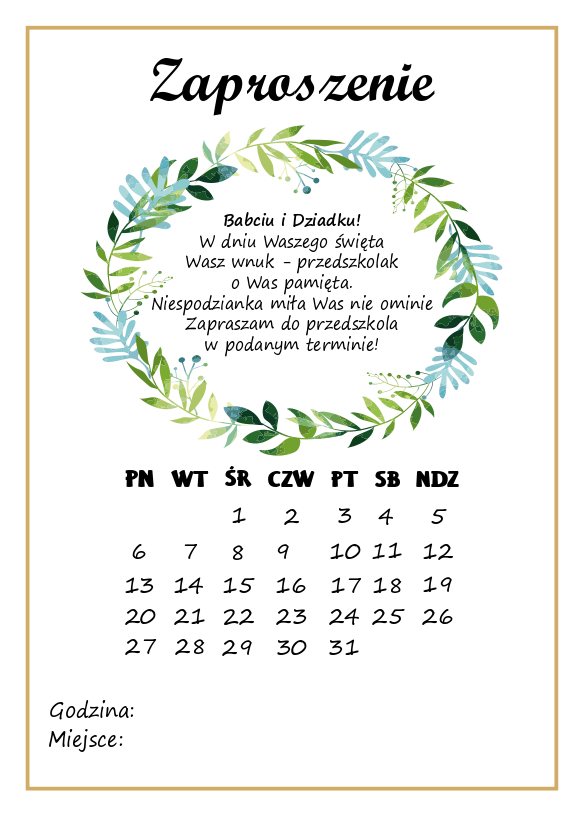 Zaproszenie
Babciu i Dziadku!
W dniu Waszego święta
Wasz wnuk - przedszkolak
o Was pamięta.
Niespodzianka miła Was nie ominie
Zapraszam do przedszkola
w podanym terminie!
PN WT ŚR CZW PT SB NDZ
1 2 3 4 5
6 7 8 9 10 11 12
13 14 15 16 17 18 19
20 21 22 23 24 25 26
27 28 29 30 31
Godzina:
Miejsce: